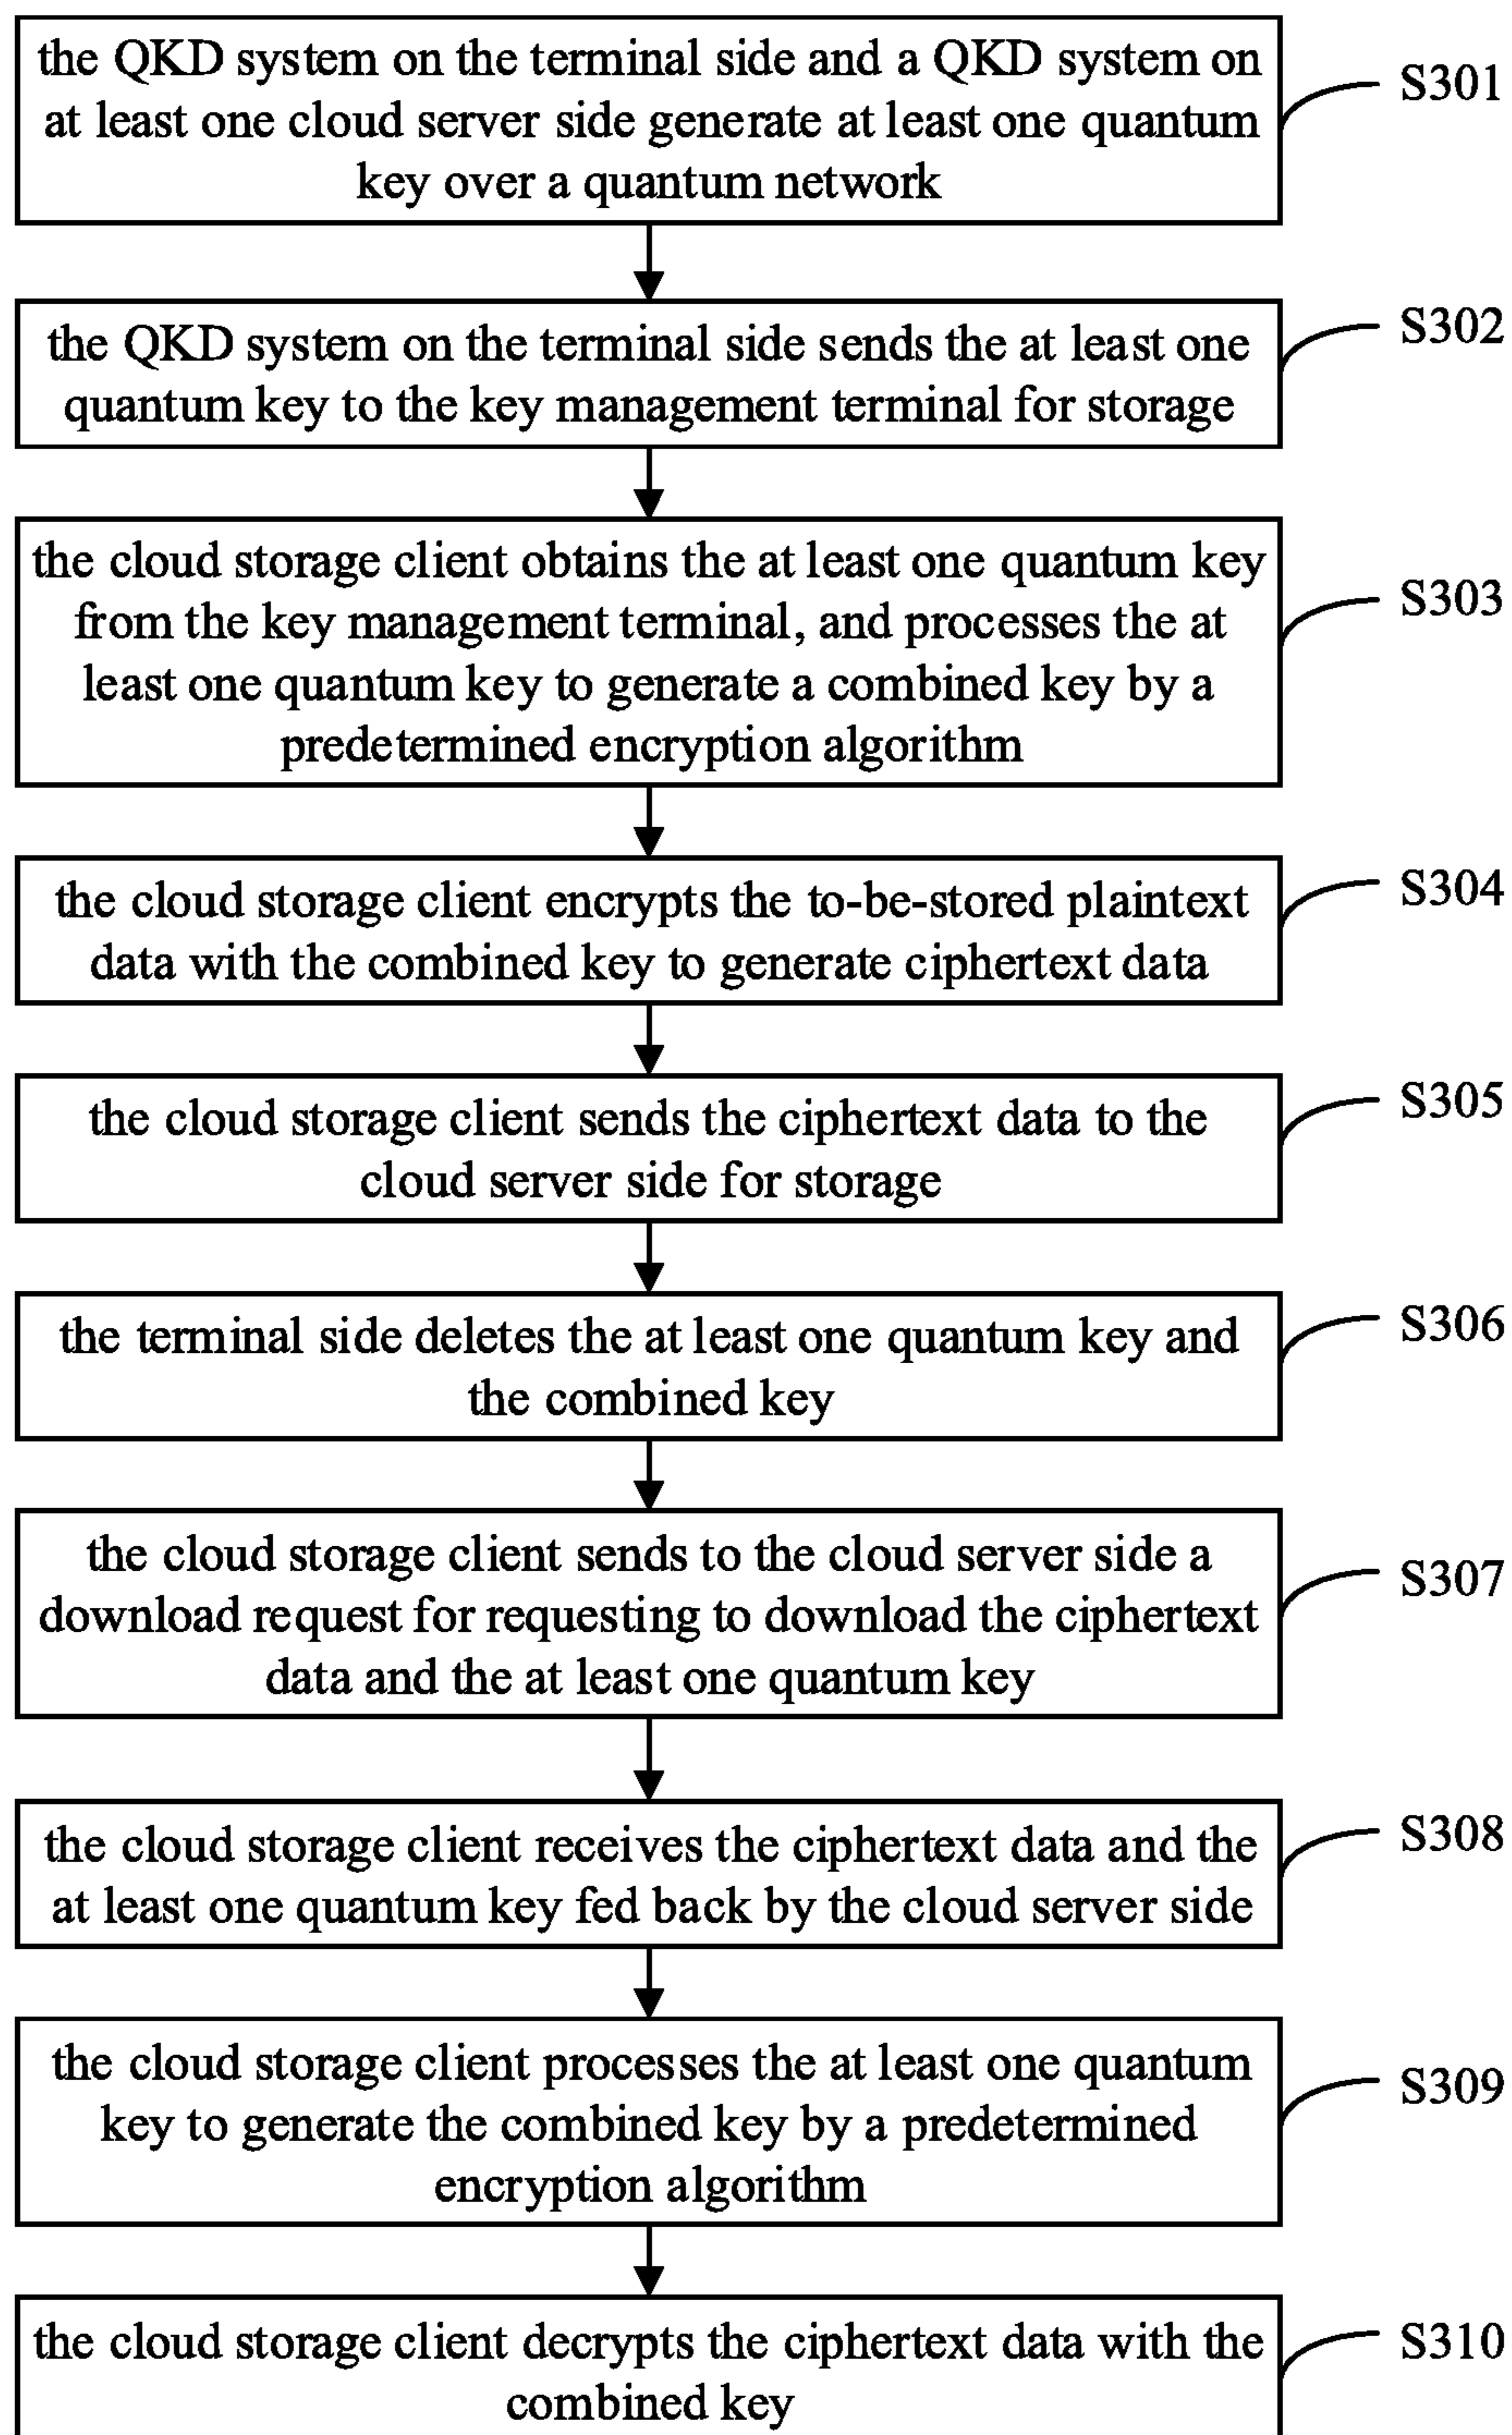 the QKD system on the terminal side and a QKD system on
at least one cloud server side generate at least one quantum
key over a quantum network
S301
the QKD system on the terminal side sends the at least one
quantum key to the key management terminal for storage
S302
the cloud storage client obtains the at least one quantum key
from the key management terminal, and processes the at
least one quantum key to generate a combined key by a
predetermined encryption algorithm
S303
the cloud storage client encrypts the to-be-stored plaintext
data with the combined key to generate ciphertext data
S304
the cloud storage client sends the ciphertext data to the
cloud server side for storage
S305
the terminal side deletes the at least one quantum key and
the combined key
S306
the cloud storage client sends to the cloud server side a
download request for requesting to download the ciphertext
data and the at least one quantum key
S307
the cloud storage client receives the ciphertext data and the
at least one quantum key fed back by the cloud server side
S308
the cloud storage client processes the at least one quantum
key to generate the combined key by a predetermined
encryption algorithm
S309
the cloud storage client decrypts the ciphertext data with the
combined key
S310